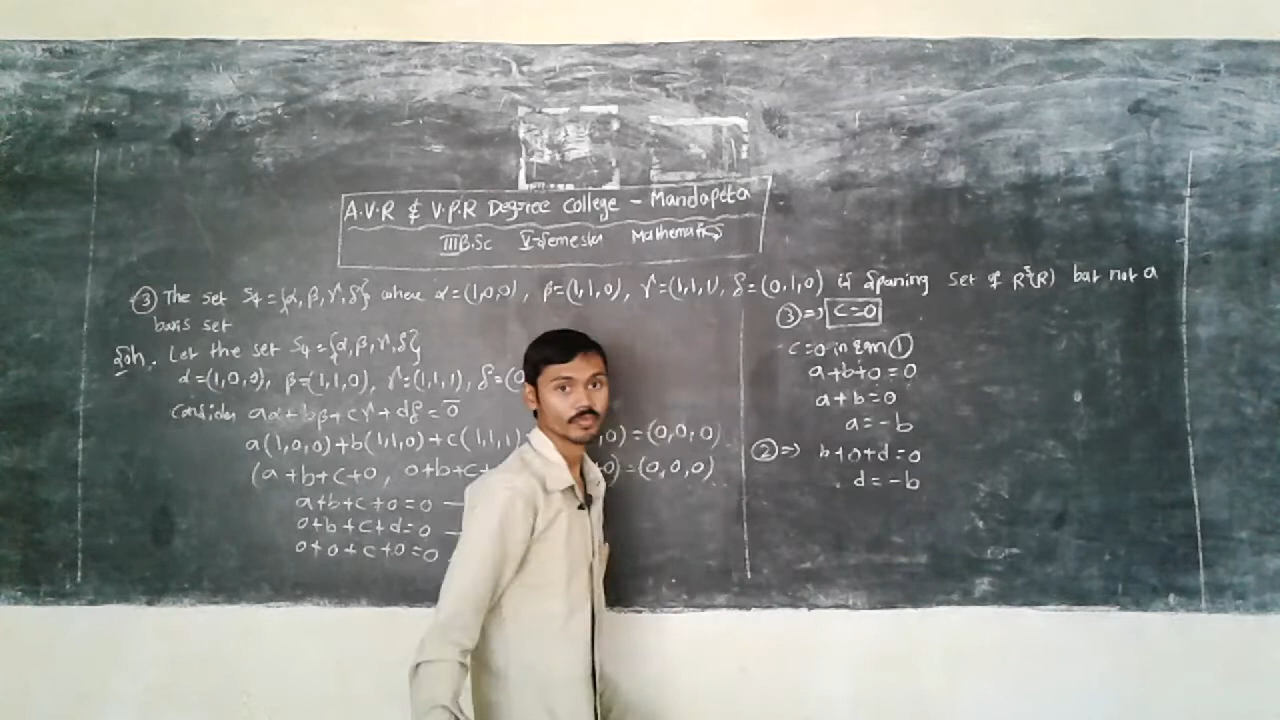 A.V.R & V.P.R Degree College - Mandapeta
III B.Sc V Semester Mathematics
③ The set S4={α, β, γ, δ} where α=(1,0,0), β=(1,1,0), γ=(1,1,1), δ=(0,1,0) is spaning set of R³(R) but not a
basis set
Soln. Let the set S4={α, β, γ, δ}
α=(1,0,0), β=(1,1,0), γ=(1,1,1), δ=(0
Consider aα+bβ+cγ+dδ=0̄
a(1,0,0)+b(1,1,0)+c(1,1,1) ,0)=(0,0,0)
(a+b+c+0, 0+b+c+ 0)=(0,0,0)
a+b+c+0=0
0+b+c+d=0
0+0+c+0=0
③ => c=0
c=0 in eqn ①
a+b+0=0
a+b=0
a=-b
② => b+0+d=0
d=-b